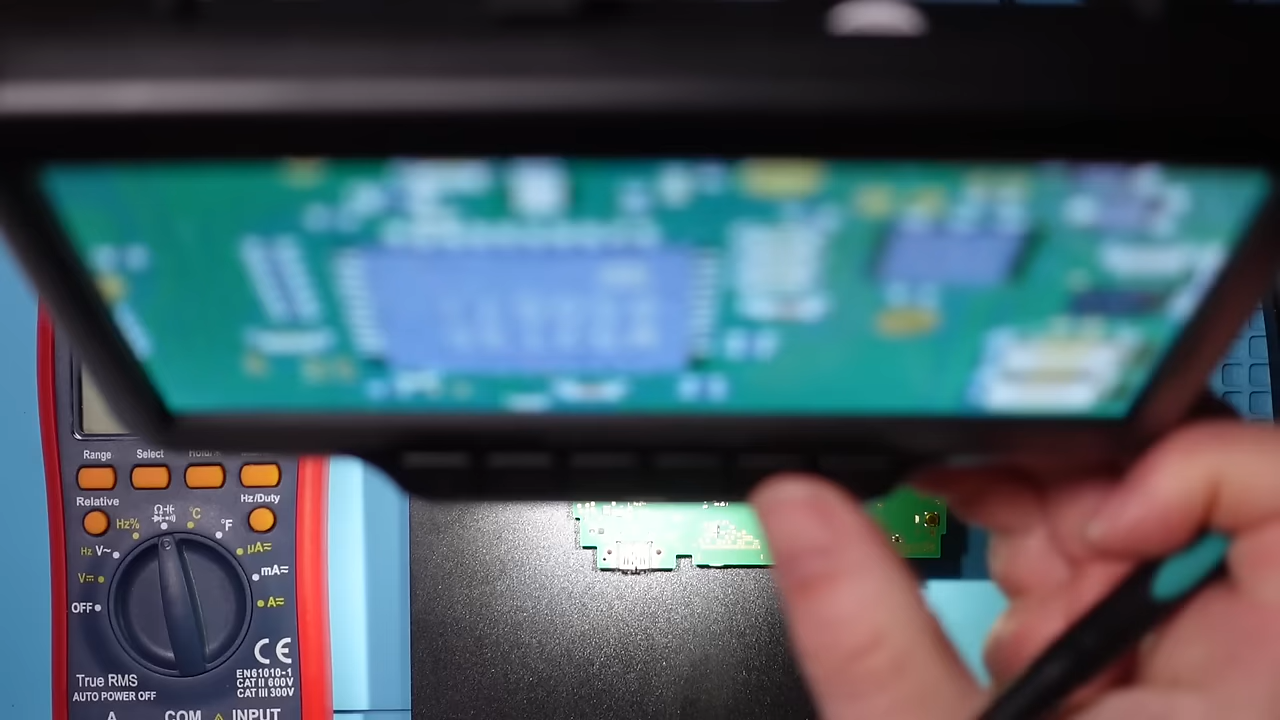 Range
Select
Relative
Hz/Duty
Hz%
Ω
°C
°F
Hz V~
μA
mA
V
A
OFF
CE
EN61010-1
CAT II 600V
CAT III 300V
True RMS
AUTO POWER OFF
A
COM
INPUT